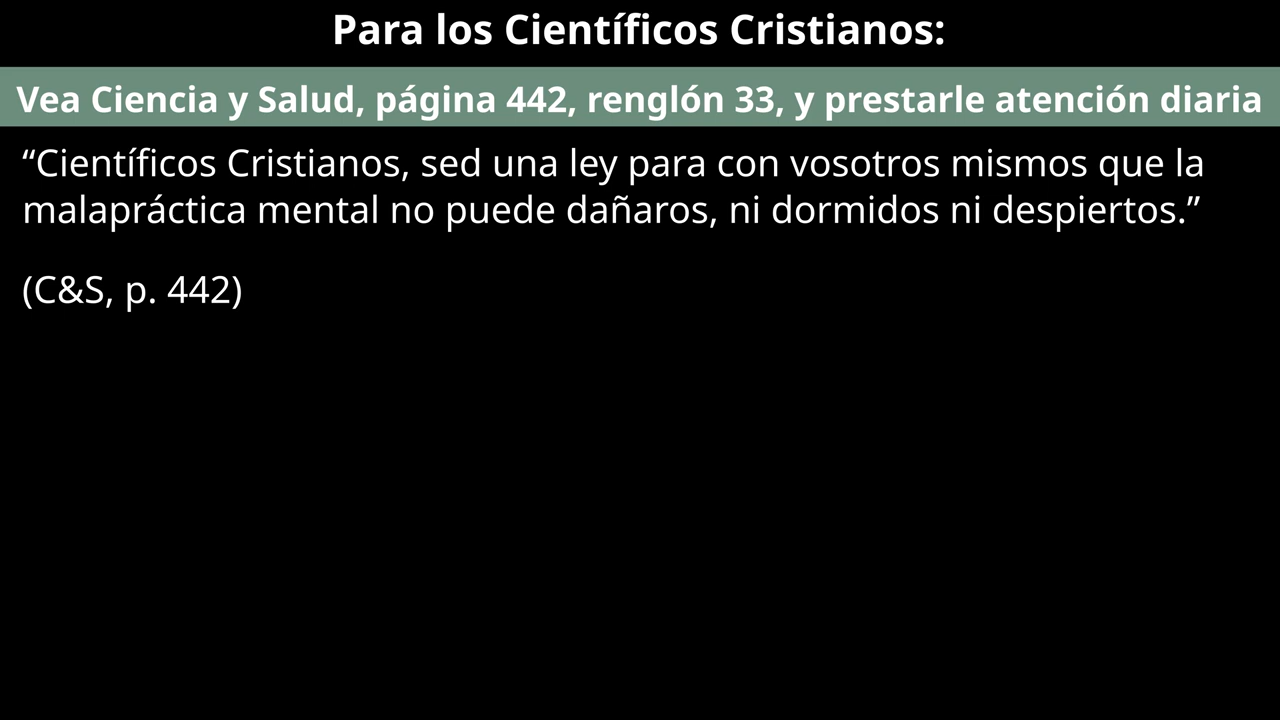 Para los Científicos Cristianos:
Vea Ciencia y Salud, página 442, renglón 33, y prestarle atención diaria
“Científicos Cristianos, sed una ley para con vosotros mismos que la
malapráctica mental no puede dañaros, ni dormidos ni despiertos.”
(C&S, p. 442)